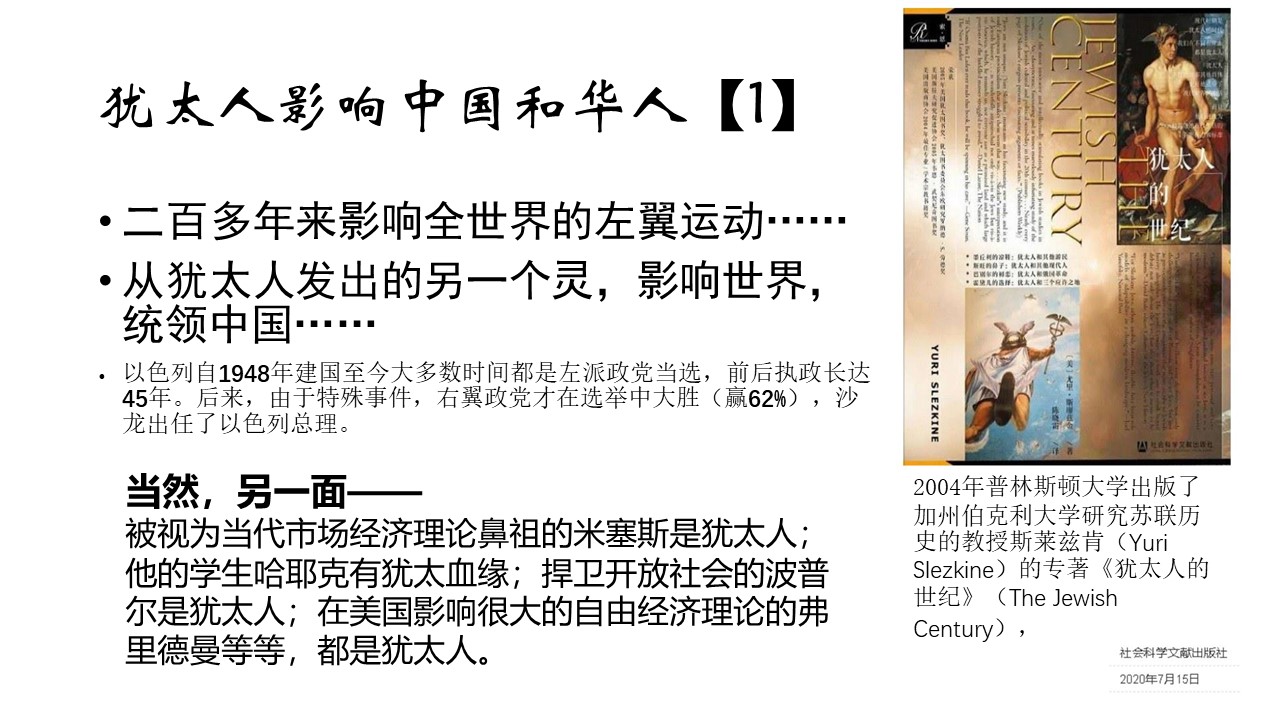 犹太人影响中国和华人【1】
• 二百多年来影响全世界的左翼运动······
• 从犹太人发出的另一个灵，影响世界，
统领中国······
• 以色列自1948年建国至今大多数时间都是左派政党当选，前后执政长达
45年。后来，由于特殊事件，右翼政党才在选举中大胜（赢62%），沙
龙出任了以色列总理。
当然，另一面——
被视为当代市场经济理论鼻祖的米塞斯是犹太人；
他的学生哈耶克有犹太血缘；捍卫开放社会的波普
尔是犹太人；在美国影响很大的自由经济理论的弗
里德曼等等，都是犹太人。
THE
JEWISH
CENTURY
犹太人
的
世纪
YURI SLEZKINE
社会科学文献出版社
2004年普林斯顿大学出版了
加州伯克利大学研究苏联历
史的教授斯莱兹肯（Yuri
Slezkine）的专著《犹太人的
世纪》（The Jewish
Century），
社会科学文献出版社
2020年7月15日